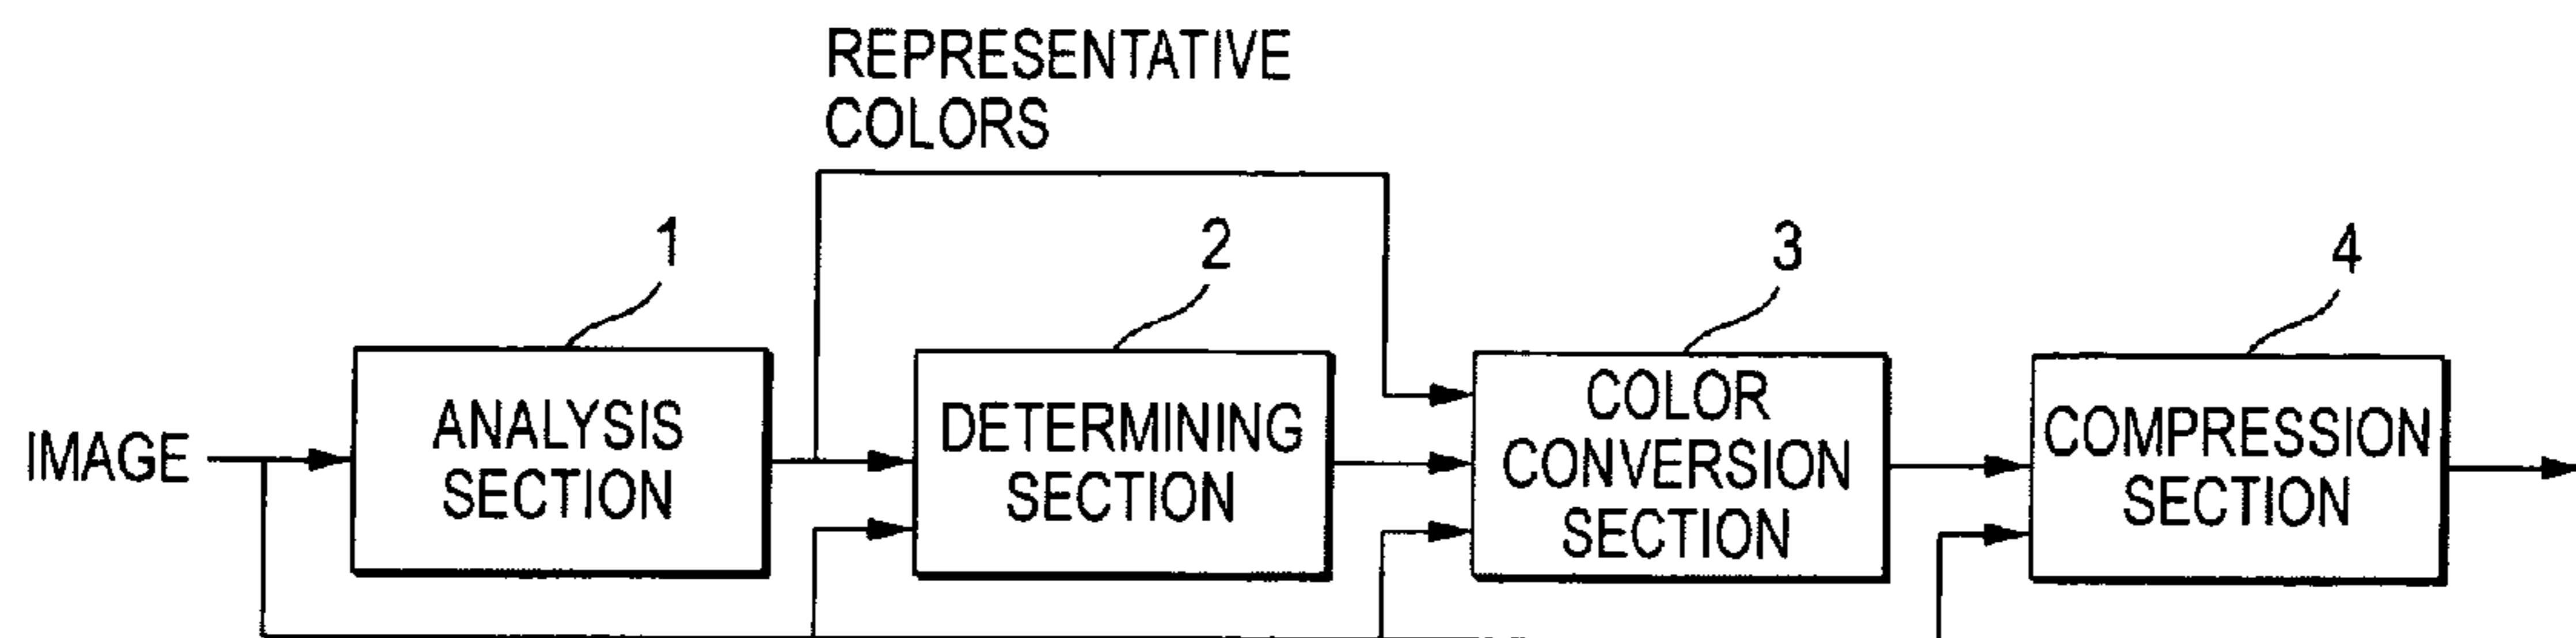 REPRESENTATIVE
COLORS
1
2
3
4
IMAGE
ANALYSIS
SECTION
DETERMINING
SECTION
COLOR
CONVERSION
SECTION
COMPRESSION
SECTION